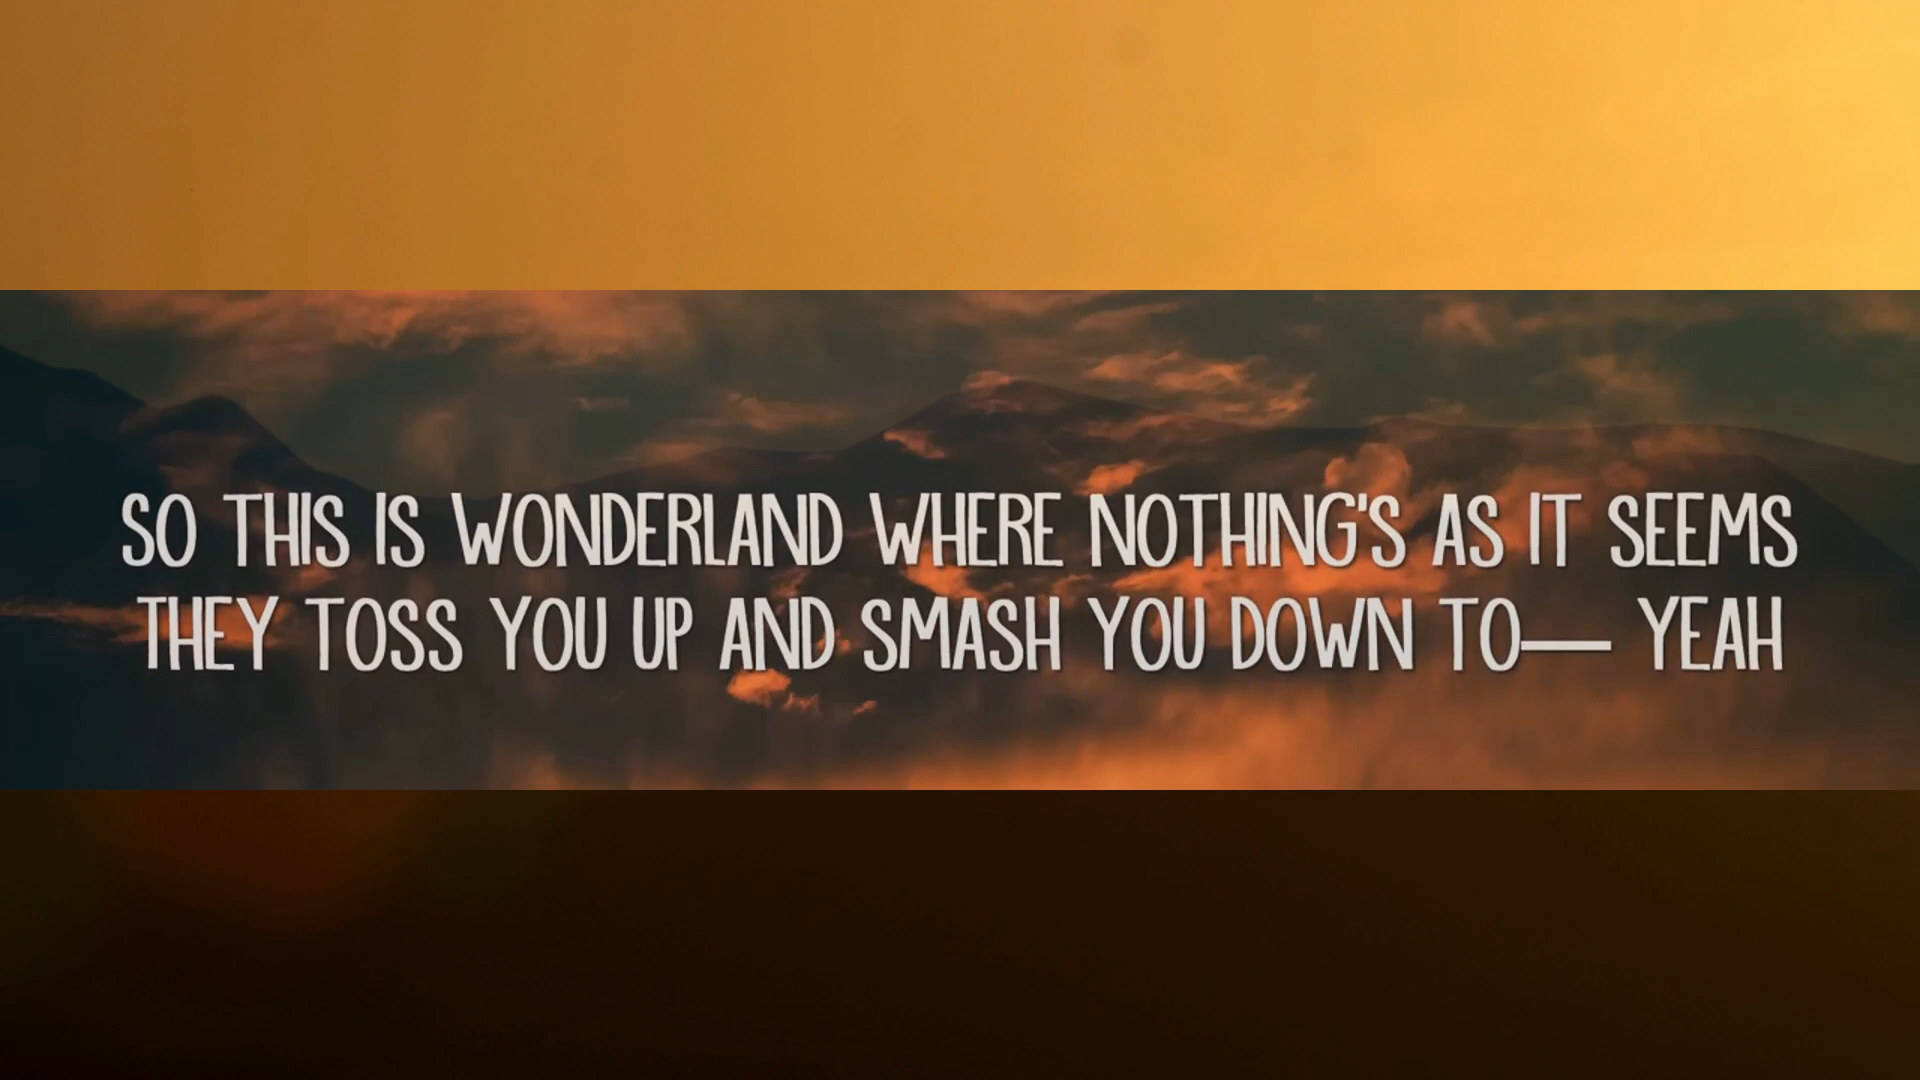 SO THIS IS WONDERLAND WHERE NOTHING'S AS IT SEEMS
THEY TOSS YOU UP AND SMASH YOU DOWN TO— YEAH